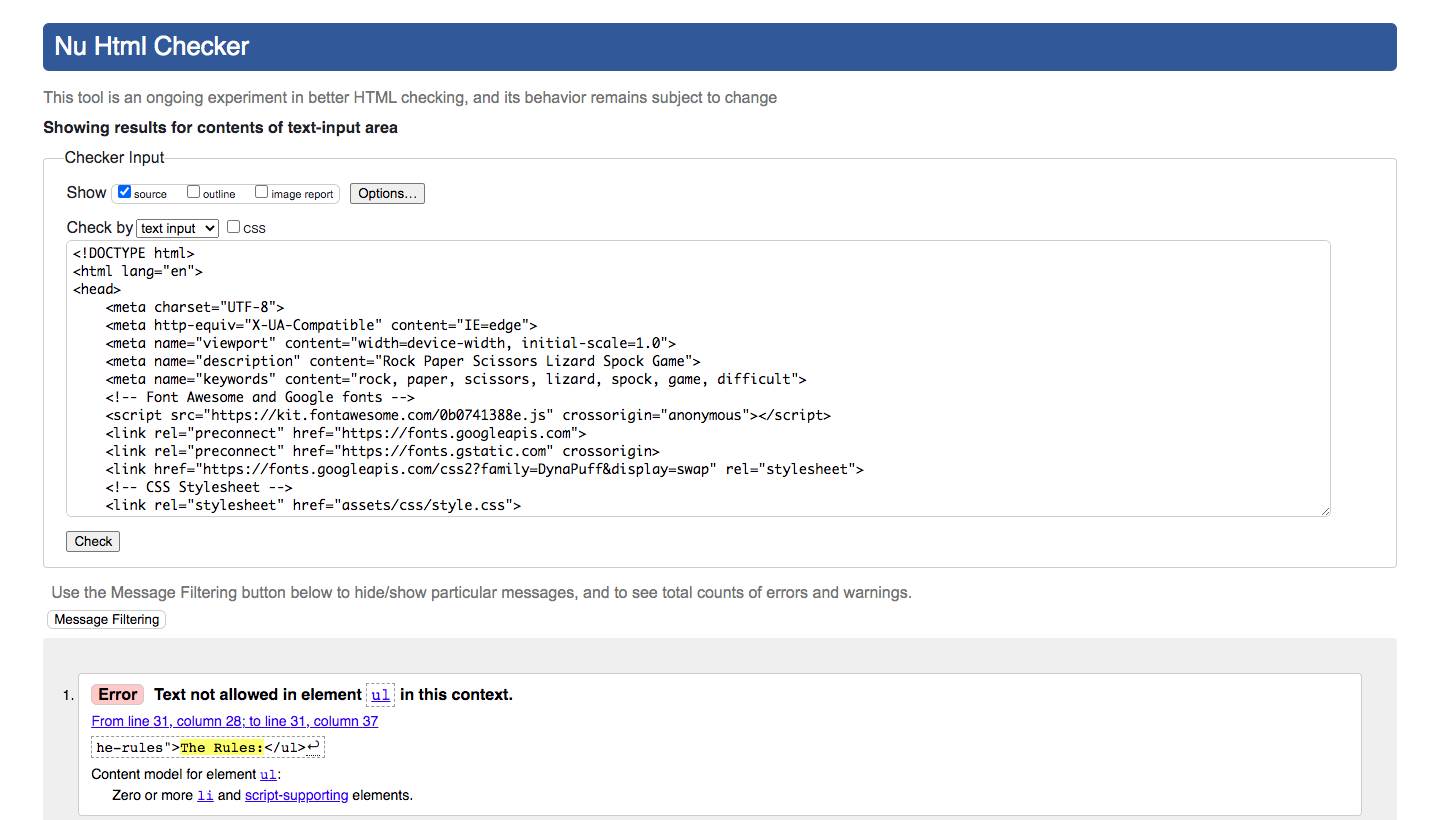 Nu Html Checker
This tool is an ongoing experiment in better HTML checking, and its behavior remains subject to change
Showing results for contents of text-input area
Checker Input
Show source outline image report Options...
Check by text input CSS
<!DOCTYPE html>
<html lang="en">
<head>
    <meta charset="UTF-8">
    <meta http-equiv="X-UA-Compatible" content="IE=edge">
    <meta name="viewport" content="width=device-width, initial-scale=1.0">
    <meta name="description" content="Rock Paper Scissors Lizard Spock Game">
    <meta name="keywords" content="rock, paper, scissors, lizard, spock, game, difficult">
    <!-- Font Awesome and Google fonts -->
    <script src="https://kit.fontawesome.com/0b0741388e.js" crossorigin="anonymous"></script>
    <link rel="preconnect" href="https://fonts.googleapis.com">
    <link rel="preconnect" href="https://fonts.gstatic.com" crossorigin>
    <link href="https://fonts.googleapis.com/css2?family=DynaPuff&display=swap" rel="stylesheet">
    <!-- CSS Stylesheet -->
    <link rel="stylesheet" href="assets/css/style.css">
Check
Use the Message Filtering button below to hide/show particular messages, and to see total counts of errors and warnings.
Message Filtering
1. Error Text not allowed in element ul in this context.
From line 31, column 28; to line 31, column 37
he-rules">The Rules:</ul>↩
Content model for element ul:
Zero or more li and script-supporting elements.